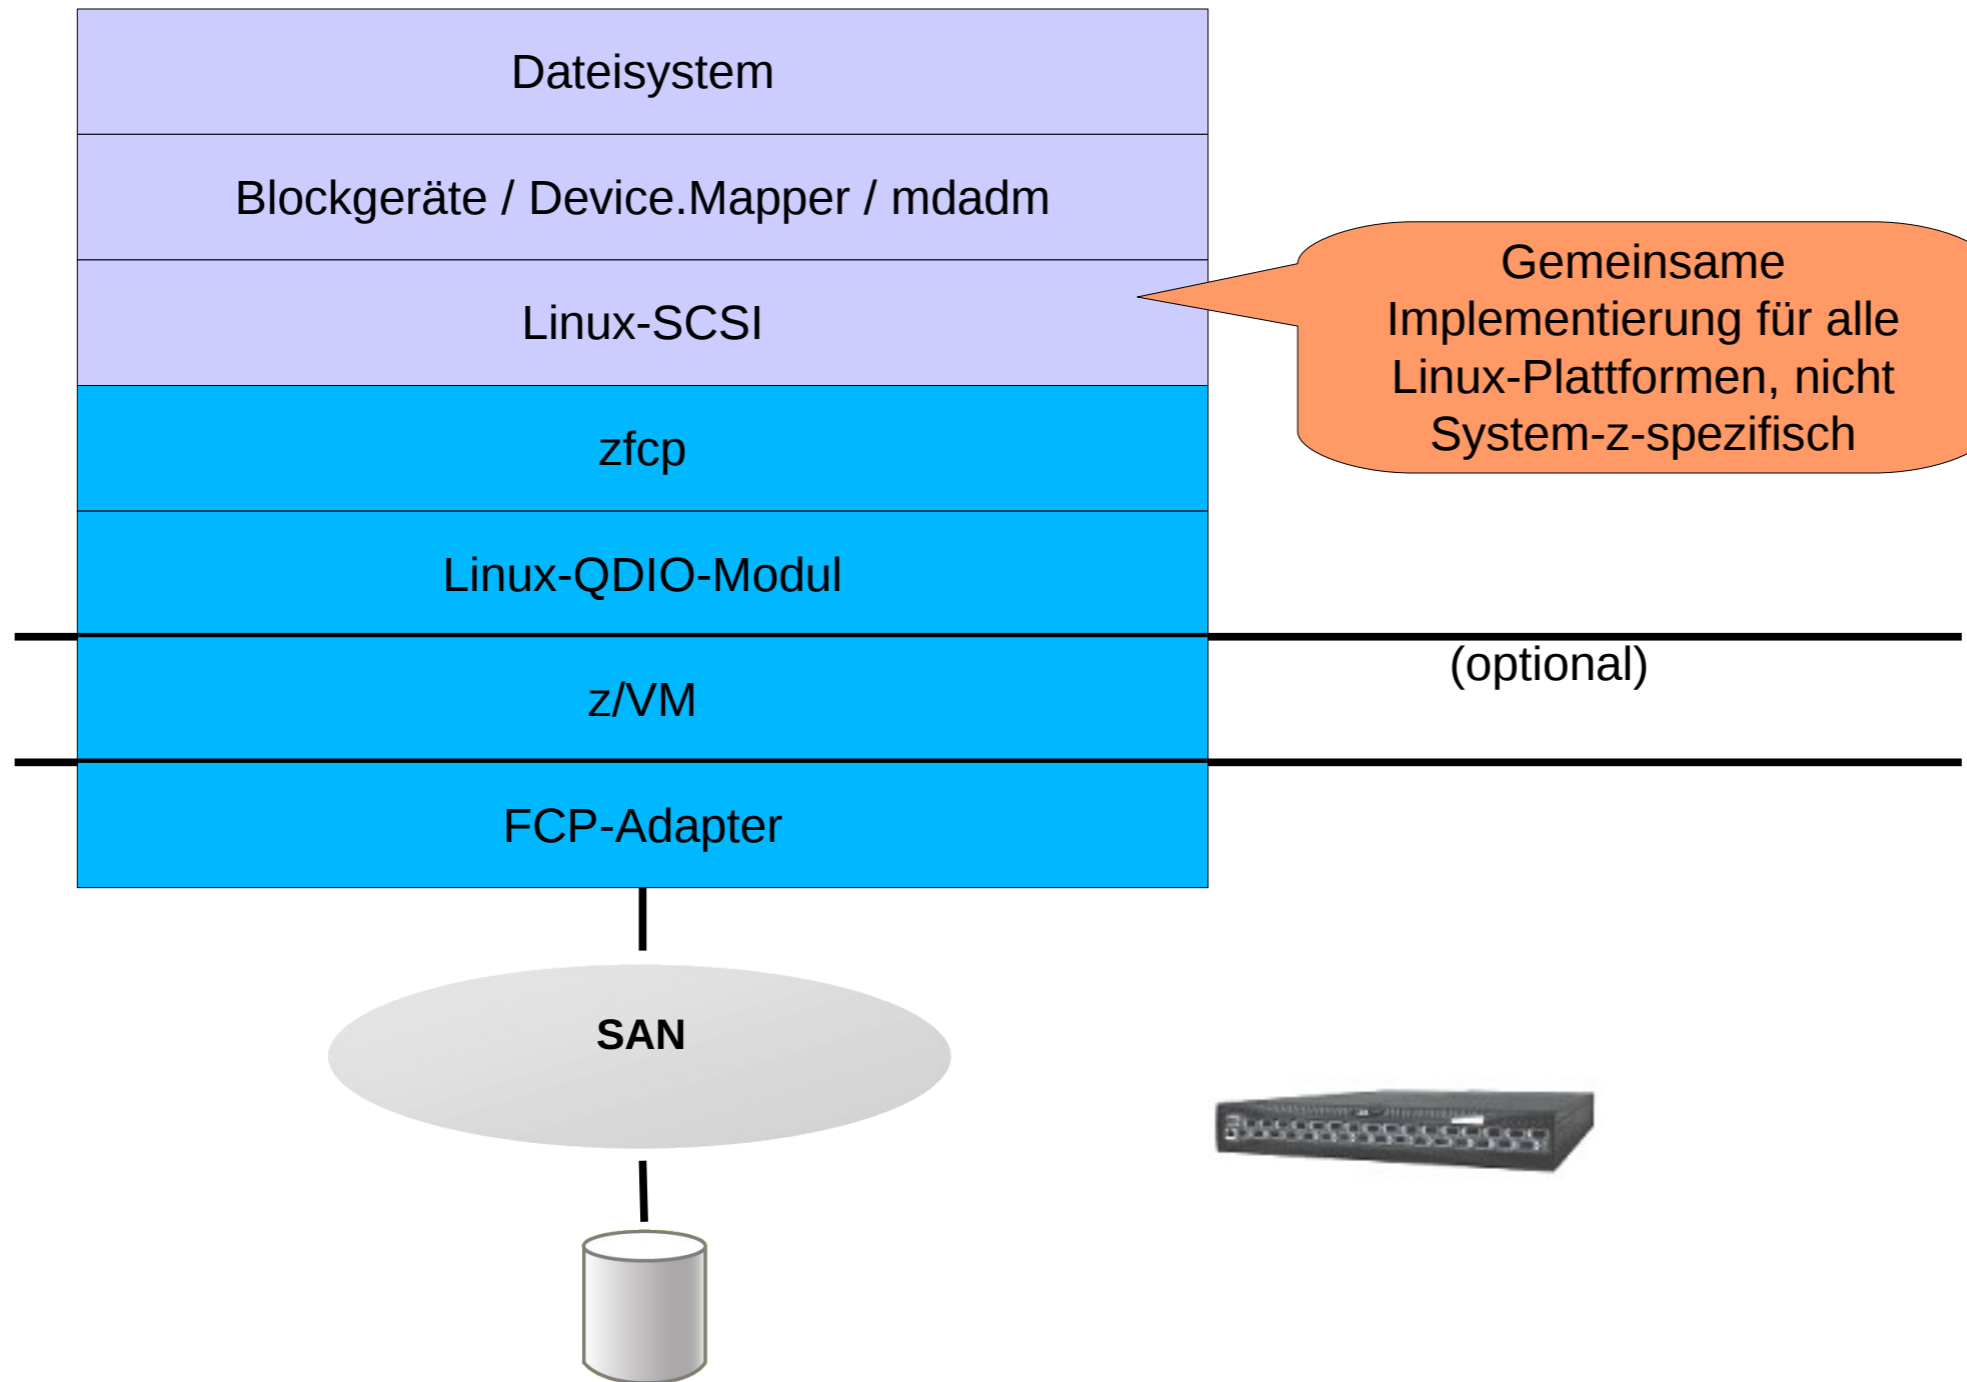 Dateisystem
Blockgeräte / Device.Mapper / mdadm
Linux-SCSI
Gemeinsame
Implementierung für alle
Linux-Plattformen, nicht
System-z-spezifisch
zfcp
Linux-QDIO-Modul
(optional)
z/VM
FCP-Adapter
SAN